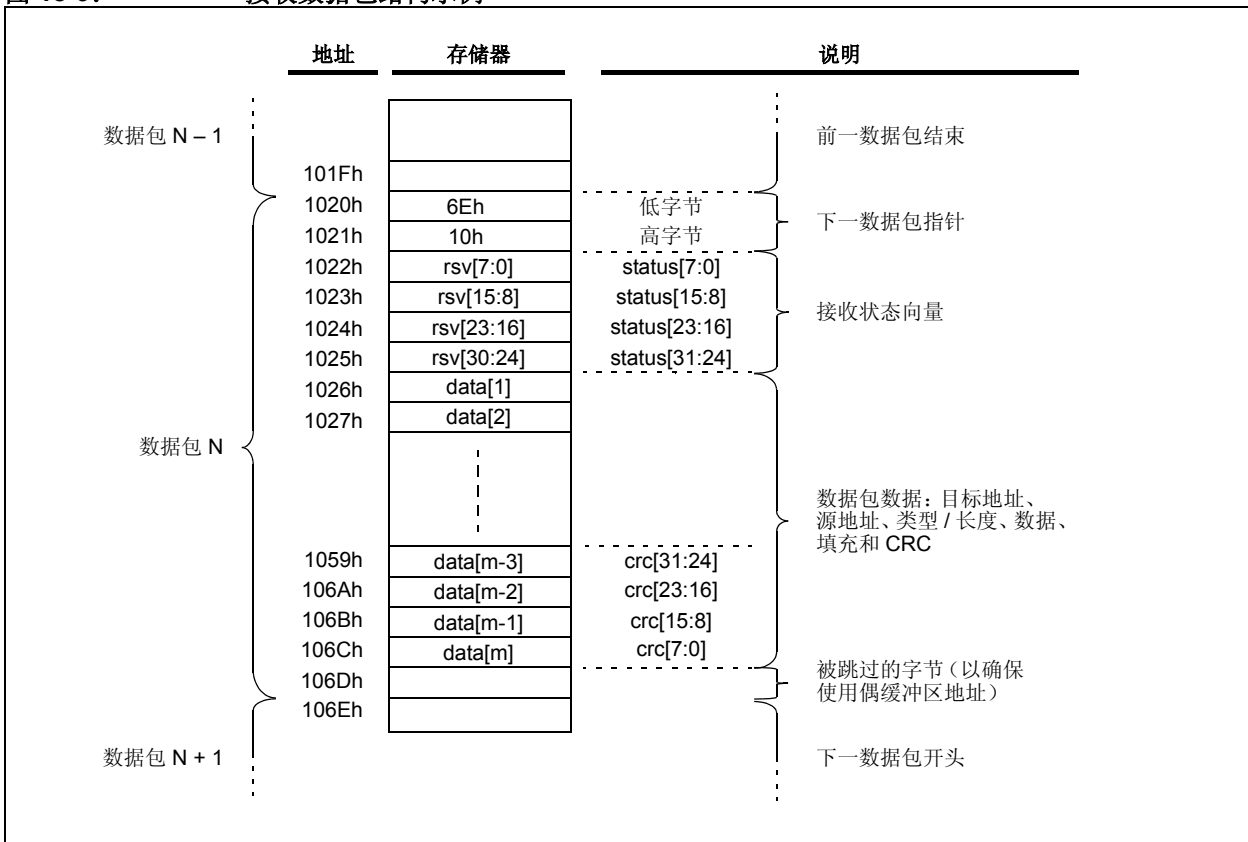 地址 存储器 说明
数据包 N – 1 前一数据包结束
101Fh
1020h 6Eh 低字节
下一数据包指针
1021h 10h 高字节
1022h rsv[7:0] status[7:0]
1023h rsv[15:8] status[15:8]
接收状态向量
1024h rsv[23:16] status[23:16]
1025h rsv[30:24] status[31:24]
1026h data[1]
1027h data[2]
数据包 N
数据包数据：目标地址、
源地址、类型 / 长度、数据、
填充和 CRC
1059h data[m-3] crc[31:24]
106Ah data[m-2] crc[23:16]
106Bh data[m-1] crc[15:8]
106Ch data[m] crc[7:0]
被跳过的字节（以确保
106Dh 使用偶缓冲区地址）
106Eh
数据包 N + 1 下一数据包开头